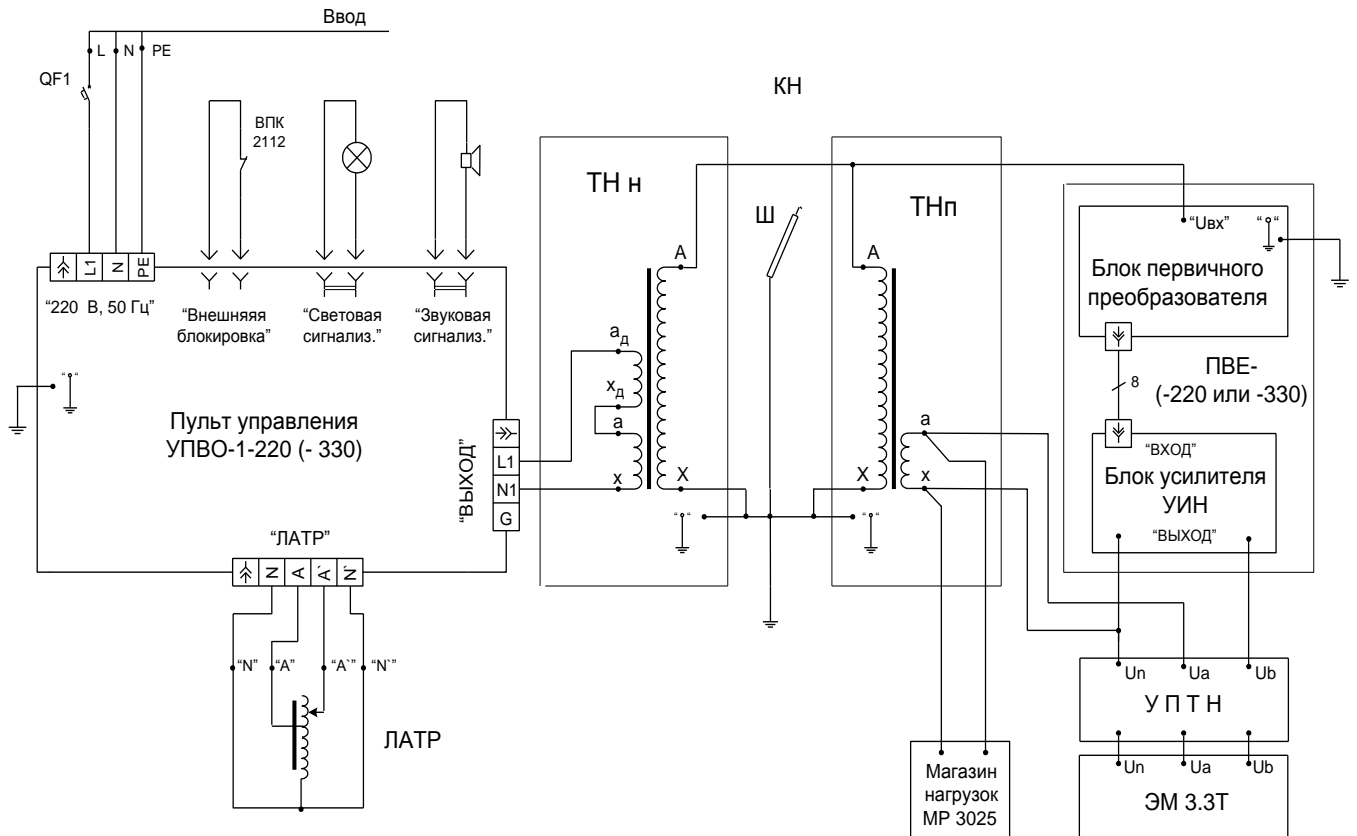 Ввод
L
N
PE
QF1
КН
ВПК
2112
ТН н
Ш
ТНп
"Uвх"
" "
Блок первичного
преобразователя
L1
N
PE
"220 В, 50 Гц"
"Внешняяя
блокировка"
"Световая
сигнализ."
"Звуковая
сигнализ."
A
A
aд
xд
a
x
X
X
a
x
8
ПВЕ-
(-220 или -330)
" "
Пульт управления
УПВО-1-220 (- 330)
"ВЫХОД"
L1
N1
G
"ВХОД"
Блок усилителя
УИН
"ВЫХОД"
" "
" "
"ЛАТР"
N
A
A`
N`
"N"
"A"
"A`"
"N`"
ЛАТР
Un
Ua
Ub
У П Т Н
Un
Ua
Ub
ЭМ 3.3Т
Магазин
нагрузок
МР 3025